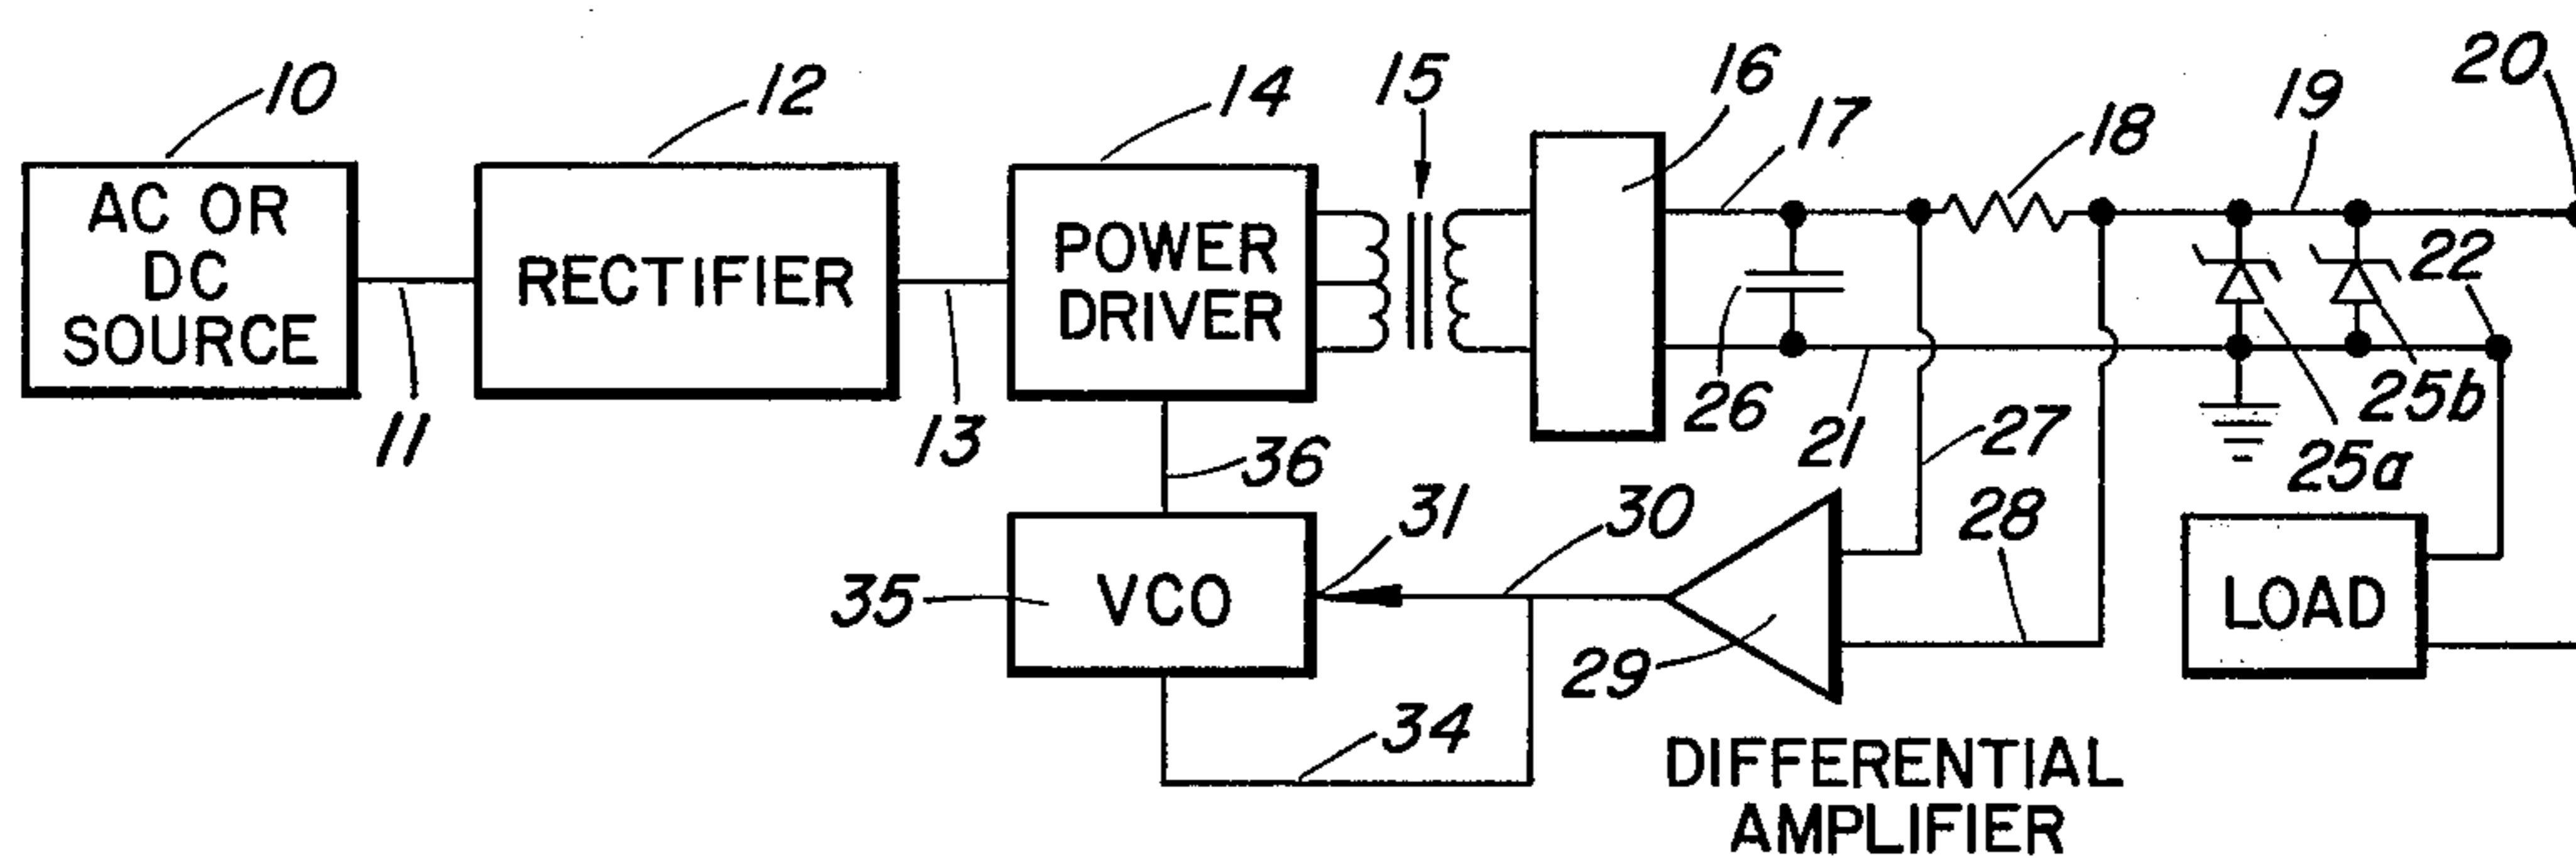 10
12
14
15
16
17
18
19
20
AC OR
DC
SOURCE
RECTIFIER
POWER
DRIVER
22
11
13
36
26
21
27
25b
25a
31
30
28
35
VCO
29
LOAD
34
DIFFERENTIAL
AMPLIFIER